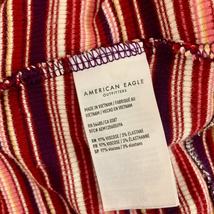 AMERICAN EAGLE
OUTFITTERS
MADE IN VIETNAM / FABRIQUÉ AU
VIETNAM / HECHO EN VIETNAM
RN 54485/CA
EN 97% VISCOSE / 3% ELASTANE
FR 97% VISCOSE / 3% ÉLASTHANNE
SP 97% VISCOSA / 3% ELASTANO